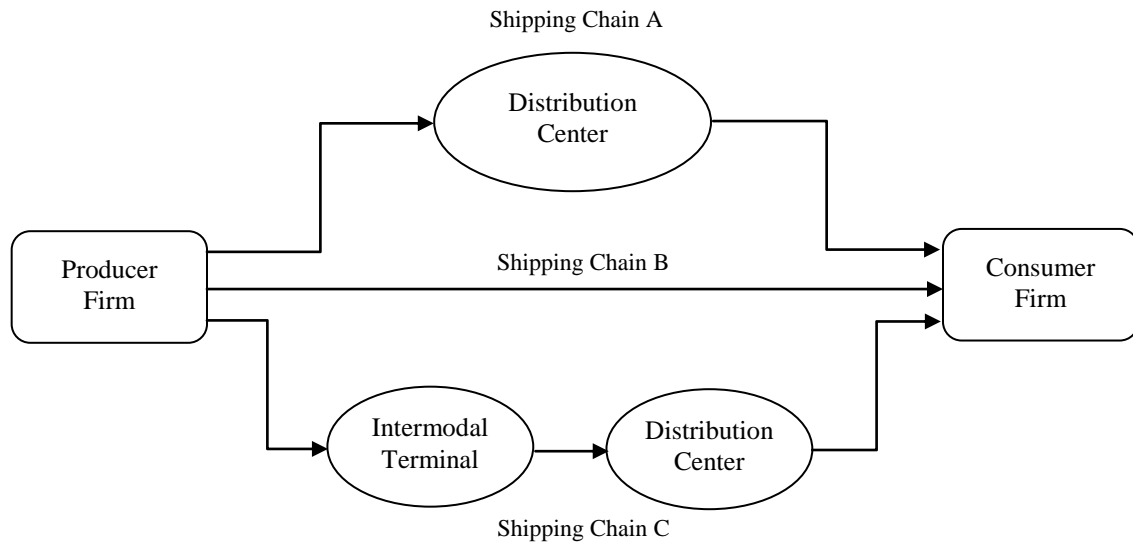 Shipping Chain A
Distribution
Center
Producer
Firm
Shipping Chain B
Consumer
Firm
Intermodal
Terminal
Distribution
Center
Shipping Chain C